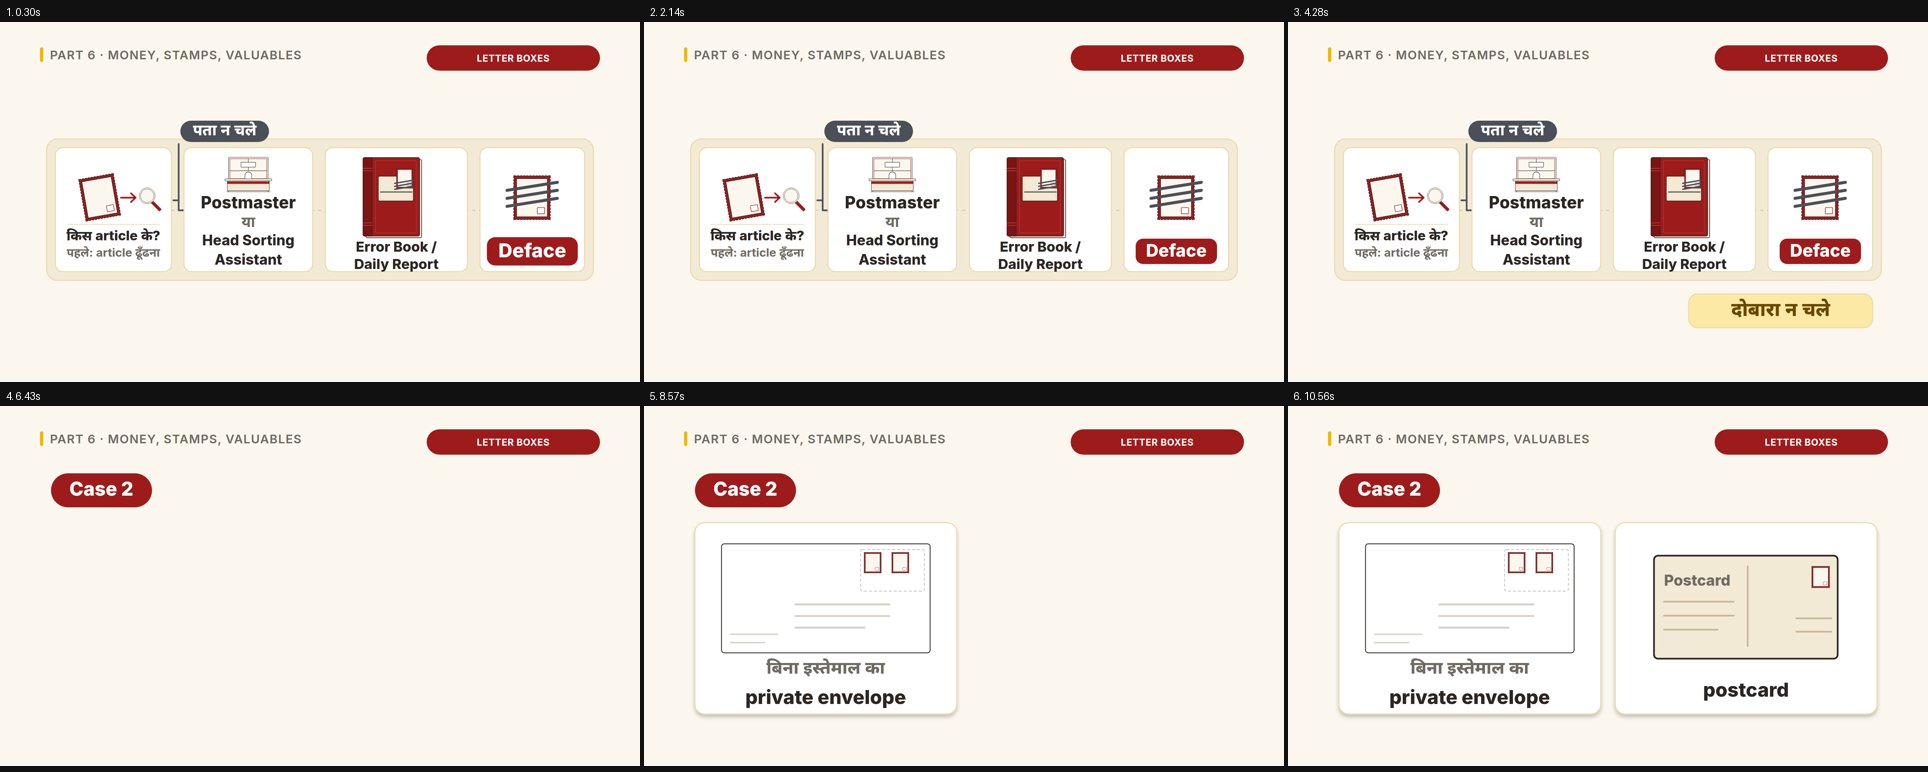 1. 0.30s
PART 6 · MONEY, STAMPS, VALUABLES
LETTER BOXES
पता न चले
किस article के?
पहले: article ढूँढना
Postmaster
या
Head Sorting
Assistant
Error Book /
Daily Report
Deface
2. 2.14s
PART 6 · MONEY, STAMPS, VALUABLES
LETTER BOXES
पता न चले
किस article के?
पहले: article ढूँढना
Postmaster
या
Head Sorting
Assistant
Error Book /
Daily Report
Deface
3. 4.28s
PART 6 · MONEY, STAMPS, VALUABLES
LETTER BOXES
पता न चले
किस article के?
पहले: article ढूँढना
Postmaster
या
Head Sorting
Assistant
Error Book /
Daily Report
Deface
दोबारा न चले
4. 6.43s
PART 6 · MONEY, STAMPS, VALUABLES
LETTER BOXES
Case 2
5. 8.57s
PART 6 · MONEY, STAMPS, VALUABLES
LETTER BOXES
Case 2
बिना इस्तेमाल का
private envelope
6. 10.56s
PART 6 · MONEY, STAMPS, VALUABLES
LETTER BOXES
Case 2
बिना इस्तेमाल का
private envelope
Postcard
postcard